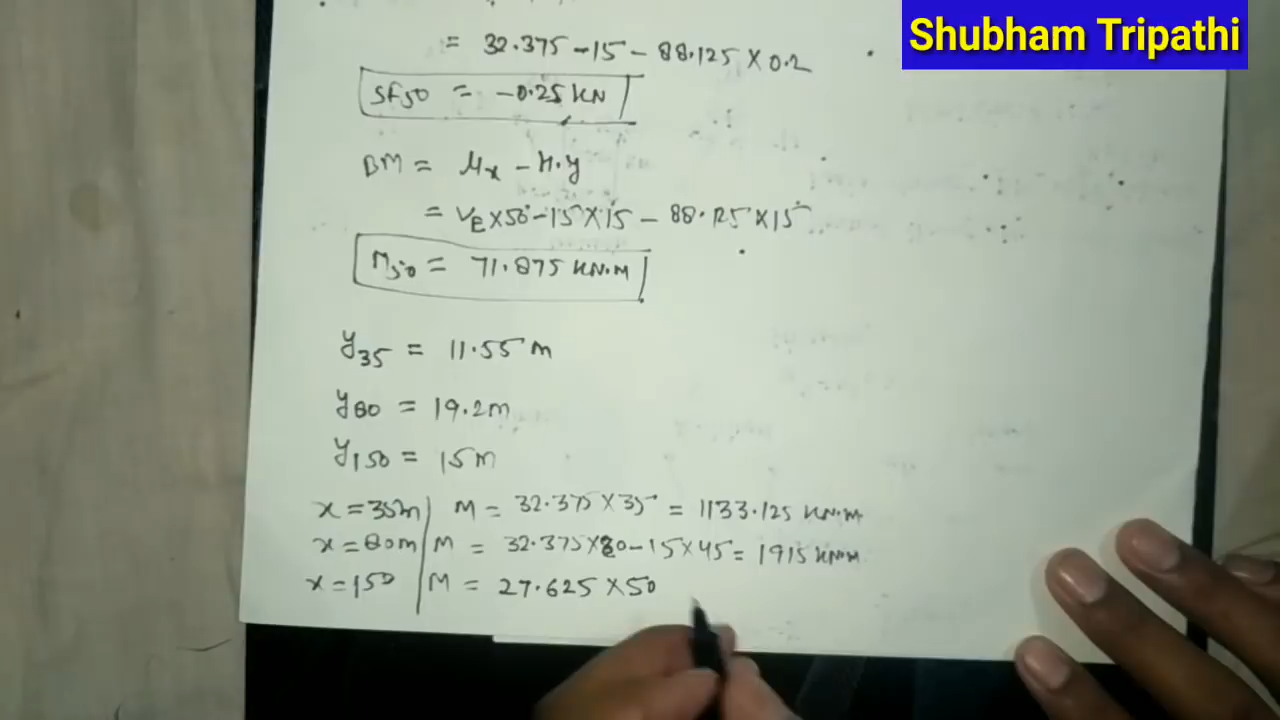 Shubham Tripathi
= 32.375 - 15 - 88.125 × 0.2
SF50 = -0.25 KN
BM = μx - H.y
= VE × 50 - 15 × 15 - 88.125 × 15
M50 = 71.875 KN.M
y35 = 11.55 m
y80 = 19.2 m
y150 = 15 m
x = 35m | M = 32.375 × 35 = 1133.125 KN.M
x = 80m | M = 32.375 × 80 - 15 × 45 = 1915 KN.M
x = 150 | M = 27.625 × 50